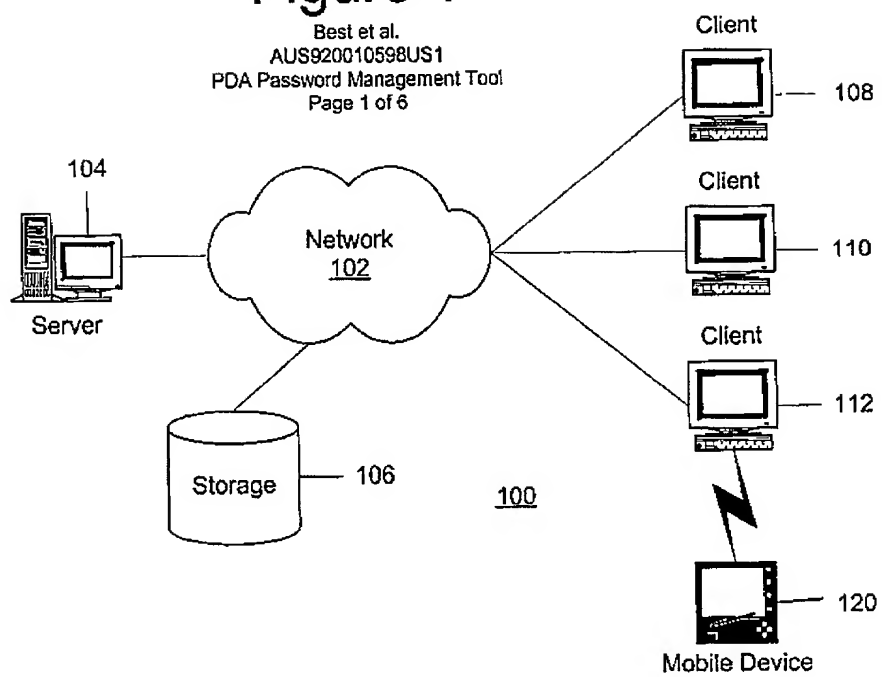 Best et al.
AUS920010598US1
PDA Password Management Tool
Page 1 of 6
Client
108
104
Client
Network
102
110
Server
Client
112
Storage
106
100
120
Mobile Device